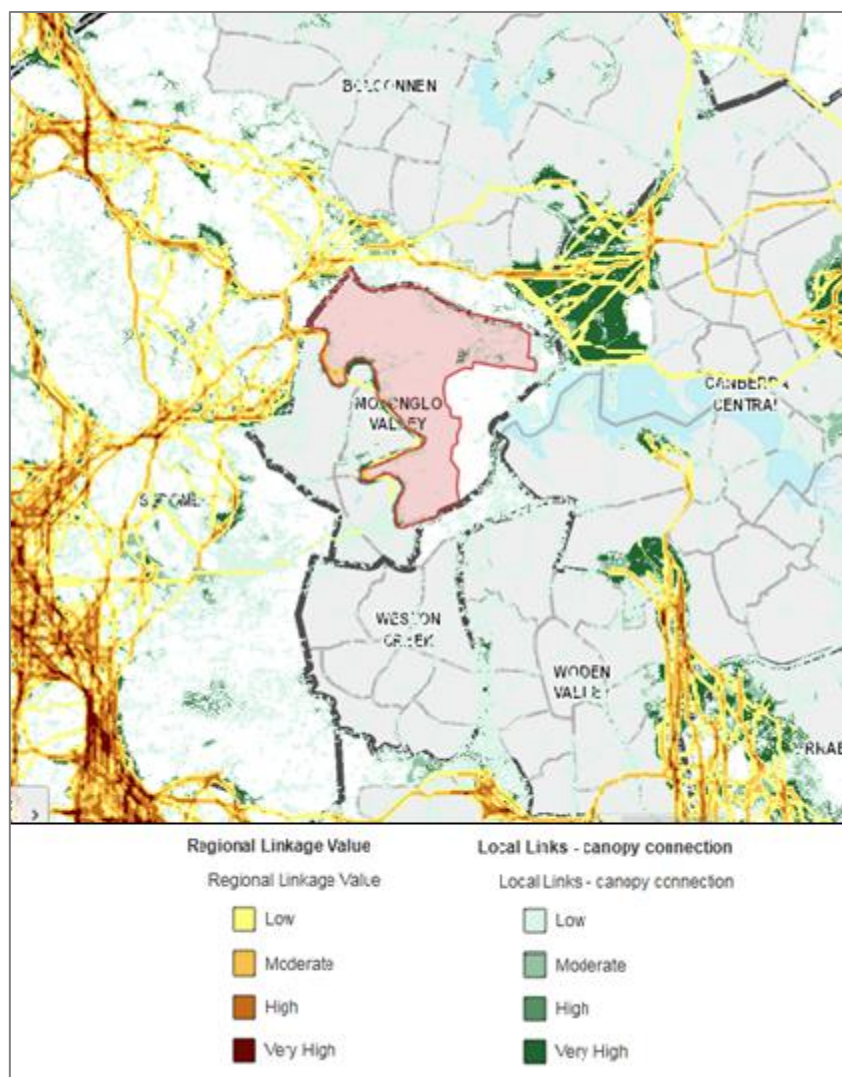 BELCONNEN
MOLONGLO
VALLEY
CANBERRA
CENTRAL
WESTON
CREEK
WODEN
VALLEY
Regional Linkage Value
Regional Linkage Value
Low
Moderate
High
Very High
Local Links - canopy connection
Local Links - canopy connection
Low
Moderate
High
Very High